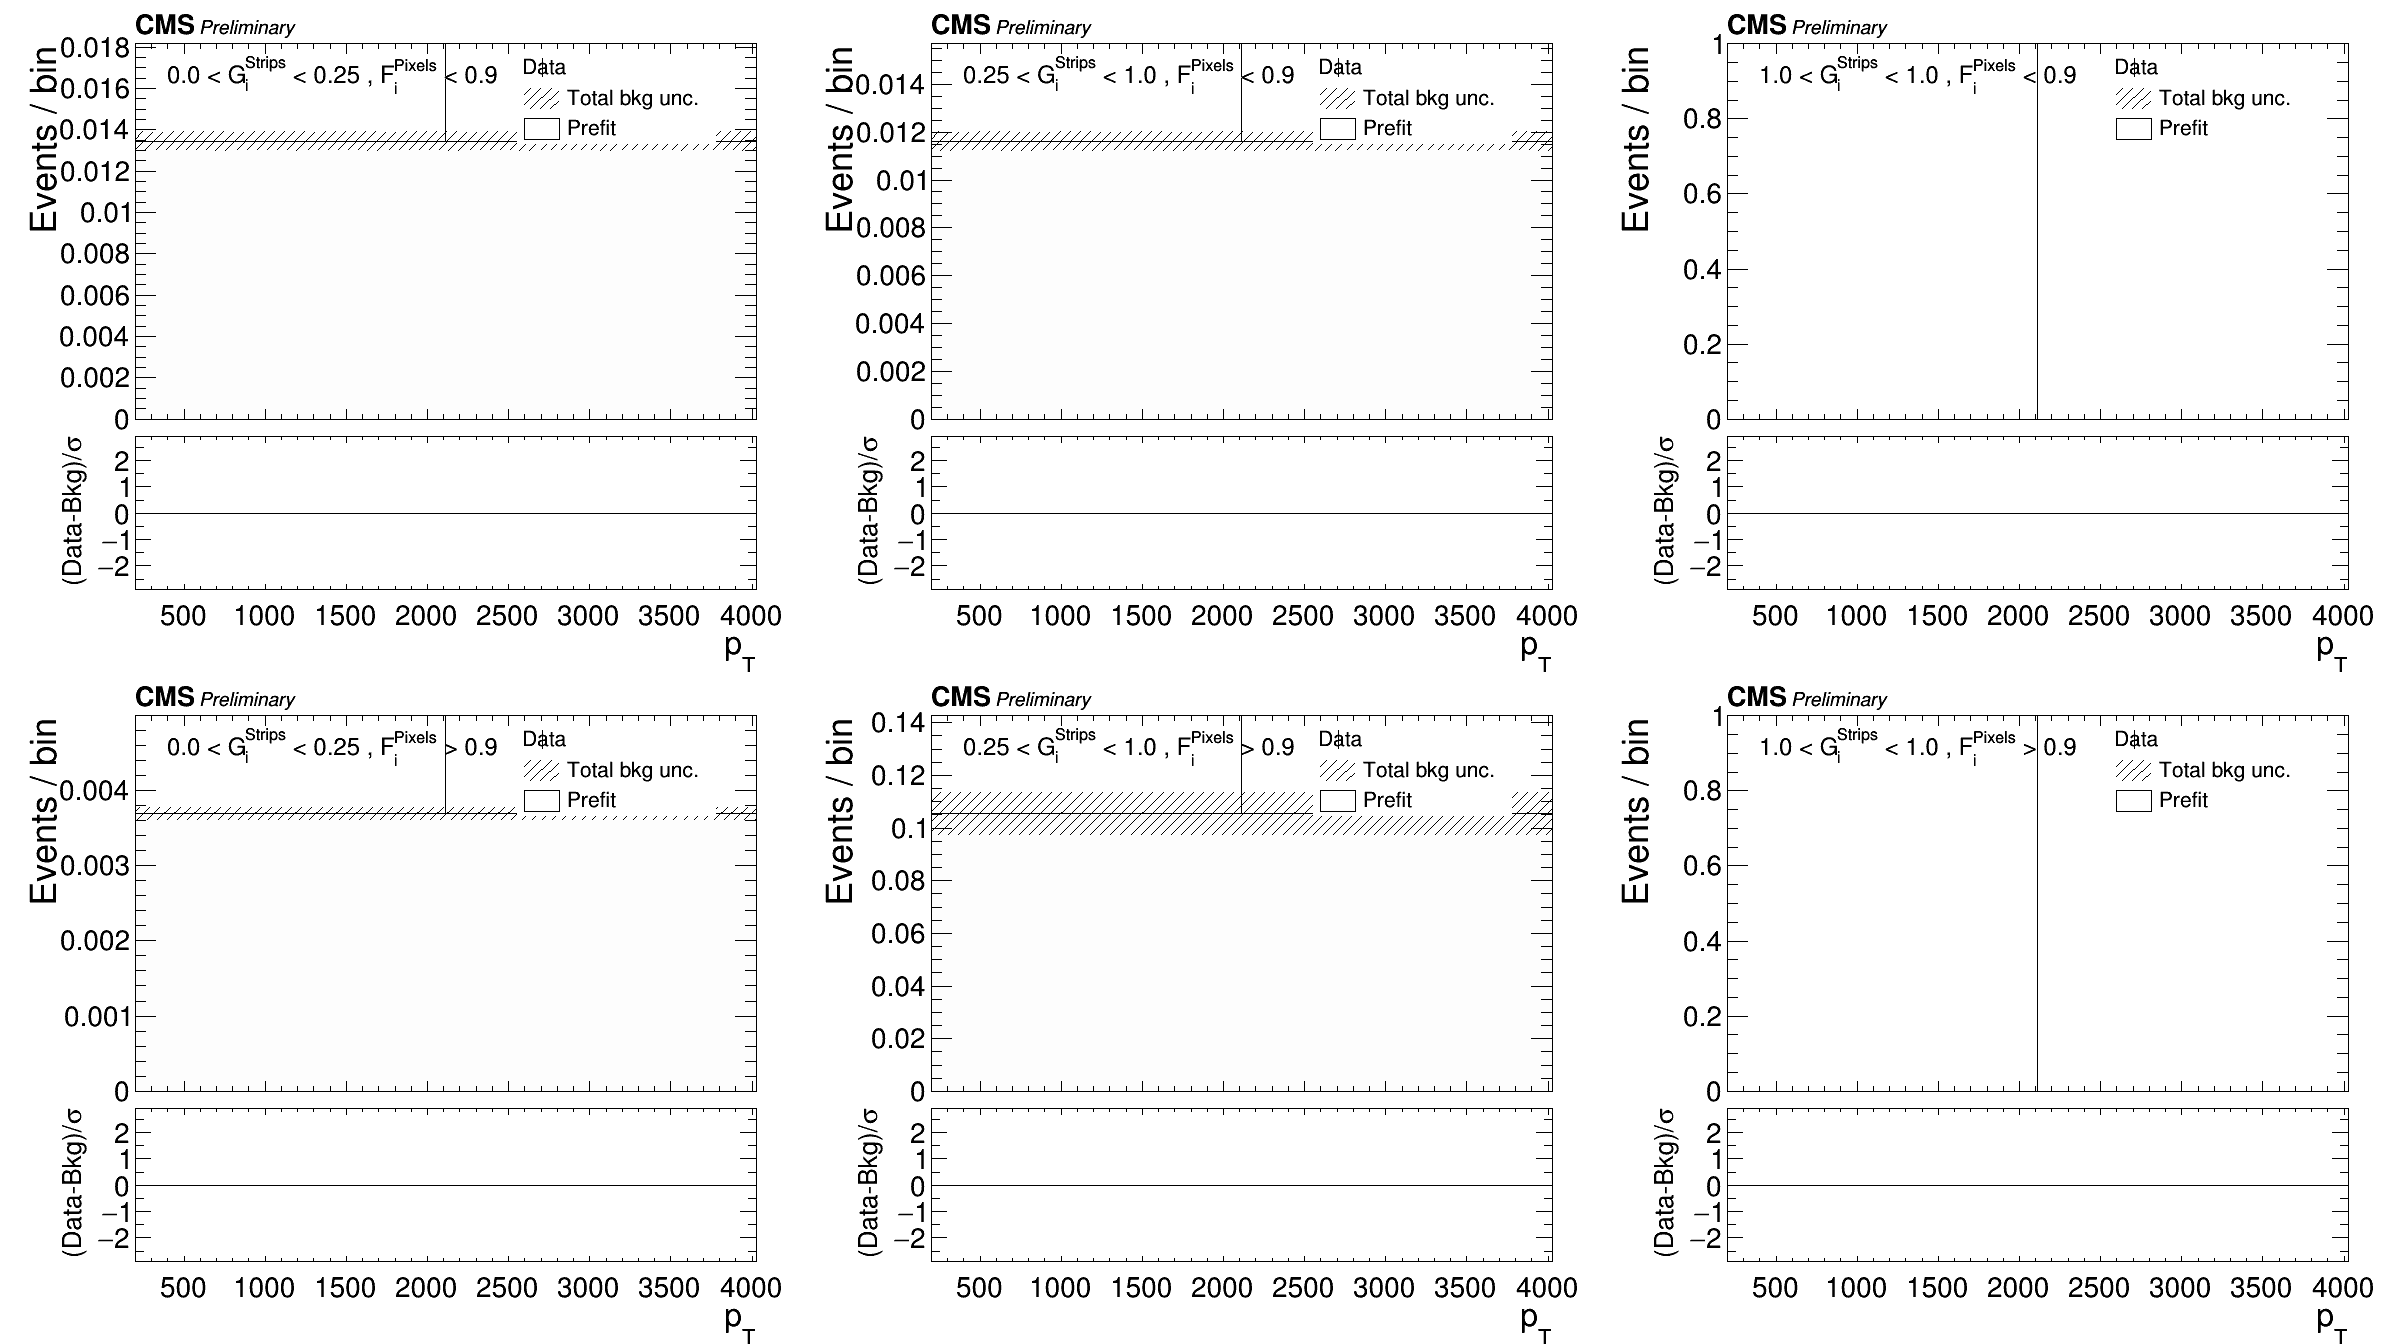 CMS Preliminary
Events / bin
0.0 < G_i^Strips < 0.25 , F_i^Pixels < 0.9
Data
Total bkg unc.
Prefit
0.018
0.016
0.014
0.012
0.01
0.008
0.006
0.004
0.002
0
(Data-Bkg)/σ
2
1
0
−1
−2
500 1000 1500 2000 2500 3000 3500 4000
p_T
CMS Preliminary
Events / bin
0.25 < G_i^Strips < 1.0 , F_i^Pixels < 0.9
Data
Total bkg unc.
Prefit
0.014
0.012
0.01
0.008
0.006
0.004
0.002
0
(Data-Bkg)/σ
2
1
0
−1
−2
500 1000 1500 2000 2500 3000 3500 4000
p_T
CMS Preliminary
Events / bin
1.0 < G_i^Strips < 1.0 , F_i^Pixels < 0.9
Data
Total bkg unc.
Prefit
1
0.8
0.6
0.4
0.2
0
(Data-Bkg)/σ
2
1
0
−1
−2
500 1000 1500 2000 2500 3000 3500 4000
p_T
CMS Preliminary
Events / bin
0.0 < G_i^Strips < 0.25 , F_i^Pixels > 0.9
Data
Total bkg unc.
Prefit
0.004
0.003
0.002
0.001
0
(Data-Bkg)/σ
2
1
0
−1
−2
500 1000 1500 2000 2500 3000 3500 4000
p_T
CMS Preliminary
Events / bin
0.25 < G_i^Strips < 1.0 , F_i^Pixels > 0.9
Data
Total bkg unc.
Prefit
0.14
0.12
0.1
0.08
0.06
0.04
0.02
0
(Data-Bkg)/σ
2
1
0
−1
−2
500 1000 1500 2000 2500 3000 3500 4000
p_T
CMS Preliminary
Events / bin
1.0 < G_i^Strips < 1.0 , F_i^Pixels > 0.9
Data
Total bkg unc.
Prefit
1
0.8
0.6
0.4
0.2
0
(Data-Bkg)/σ
2
1
0
−1
−2
500 1000 1500 2000 2500 3000 3500 4000
p_T